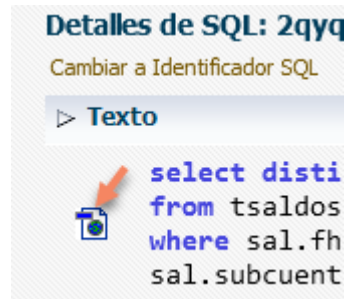 Detalles de SQL: 2qyq
Cambiar a Identificador SQL
Texto
select disti
from tsaldos
where sal.fh
sal.subcuent